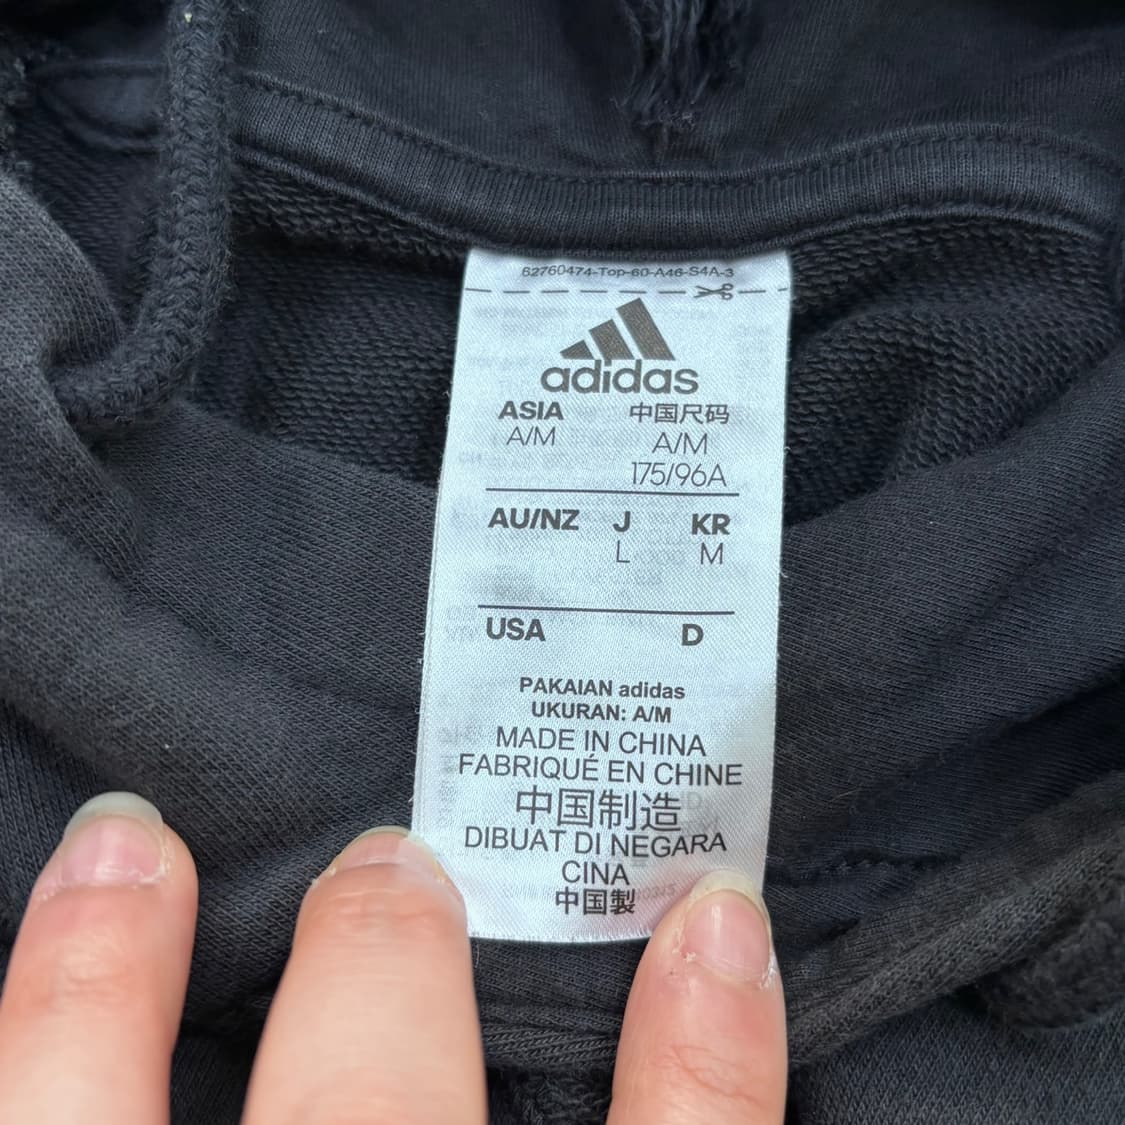 62760474-Top-60-A46-S4A-3
adidas
ASIA 中国尺码
A/M A/M
175/96A
AU/NZ J KR
L M
USA D
PAKAIAN adidas
UKURAN: A/M
MADE IN CHINA
FABRIQUÉ EN CHINE
中国制造
DIBUAT DI NEGARA
CINA
中国製